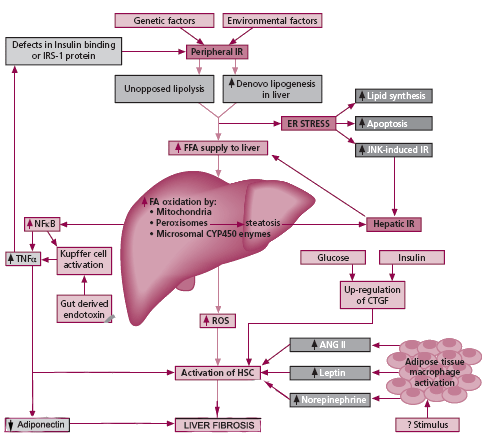 Genetic factors
Environmental factors
Defects in Insulin binding
or IRS-1 protein
Peripheral IR
Unopposed lipolysis
Denovo lipogenesis
in liver
Lipid synthesis
ER STRESS
Apoptosis
FFA supply to liver
JNK-induced IR
FA oxidation by:
• Mitochondria
• Peroxisomes
• Microsomal CYP450 enymes
steatosis
NFκB
Hepatic IR
TNFα
Kupffer cell
activation
Glucose
Insulin
Gut derived
endotoxin
Up-regulation
of CTGF
ROS
ANG II
Adipose tissue
macrophage
activation
Activation of HSC
Leptin
Norepinephrine
Adiponectin
LIVER FIBROSIS
? Stimulus